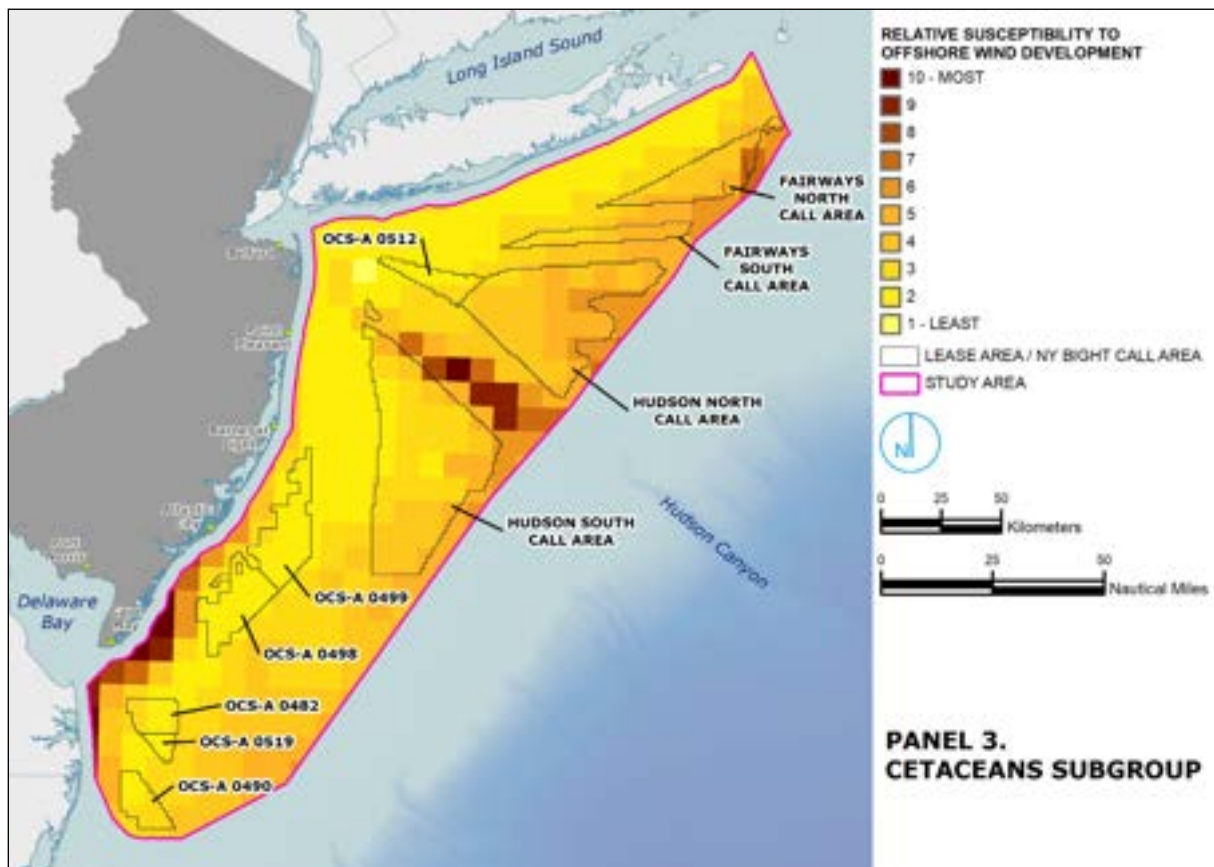 Long Island Sound
FAIRWAYS
NORTH
CALL AREA
FAIRWAYS
SOUTH
CALL AREA
OCS-A 0512
HUDSON NORTH
CALL AREA
HUDSON SOUTH
CALL AREA
Hudson Canyon
Atlantic
City
OCS-A 0499
OCS-A 0498
Delaware
Bay
OCS-A 0482
OCS-A 0519
OCS-A 0490
RELATIVE SUSCEPTIBILITY TO
OFFSHORE WIND DEVELOPMENT
10 - MOST
9
8
7
6
5
4
3
2
1 - LEAST
LEASE AREA / NY BIGHT CALL AREA
STUDY AREA
N
0 25 50
Kilometers
0 25 50
Nautical Miles
PANEL 3.
CETACEANS SUBGROUP